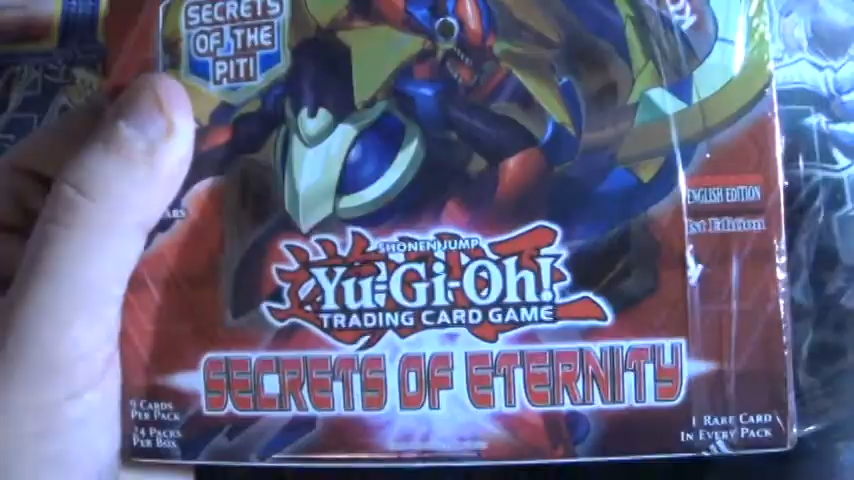 SECRETS
OF THE
PIT!
KO
ENGLISH EDITION
1st Edition
SHONEN JUMP
Yu-Gi-Oh!
TRADING CARD GAME
SECRETS OF ETERNITY
9 CARDS
PER PACK
24 PACKS
PER BOX
1 RARE CARD
IN EVERY PACK